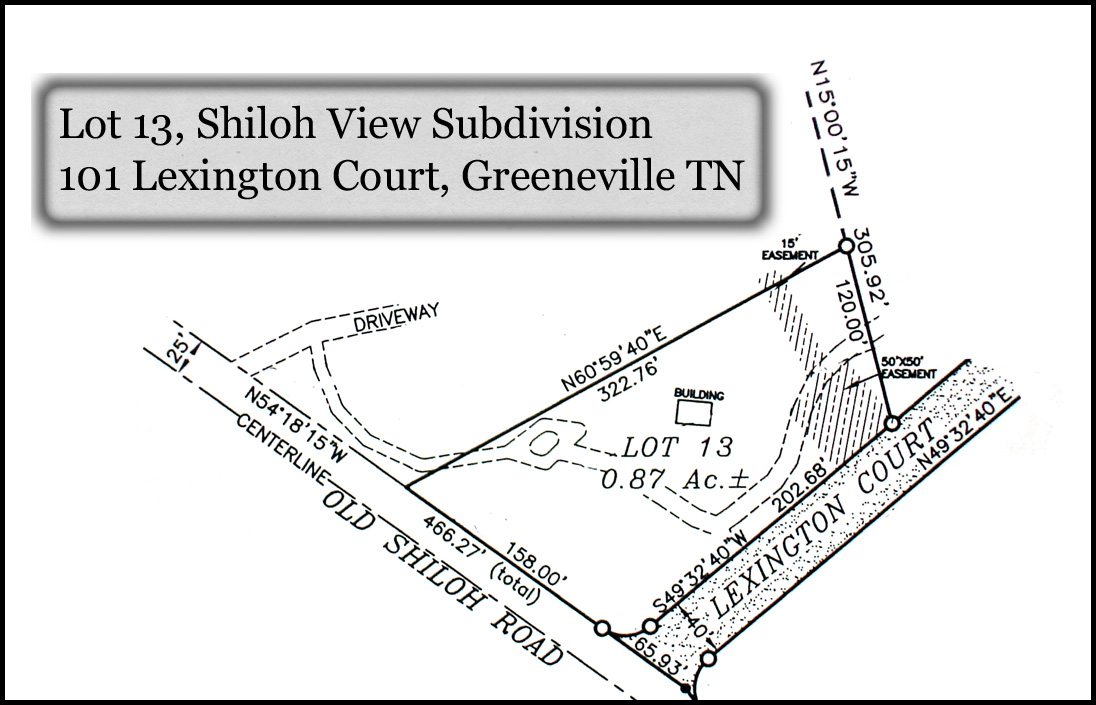 Lot 13, Shiloh View Subdivision
101 Lexington Court, Greeneville TN
N15°00'15"W
305.92'
120.00'
15'
EASEMENT
DRIVEWAY
25'
N60°59'40"E
322.76'
50'X50'
EASEMENT
BUILDING
N54°18'15"W
CENTERLINE
LOT 13
0.87 Ac.±
N49°32'40"E
202.68'
OLD SHILOH ROAD
466.27'
(total)
158.00'
S49°32'40"W
LEXINGTON COURT
40'
65.93'